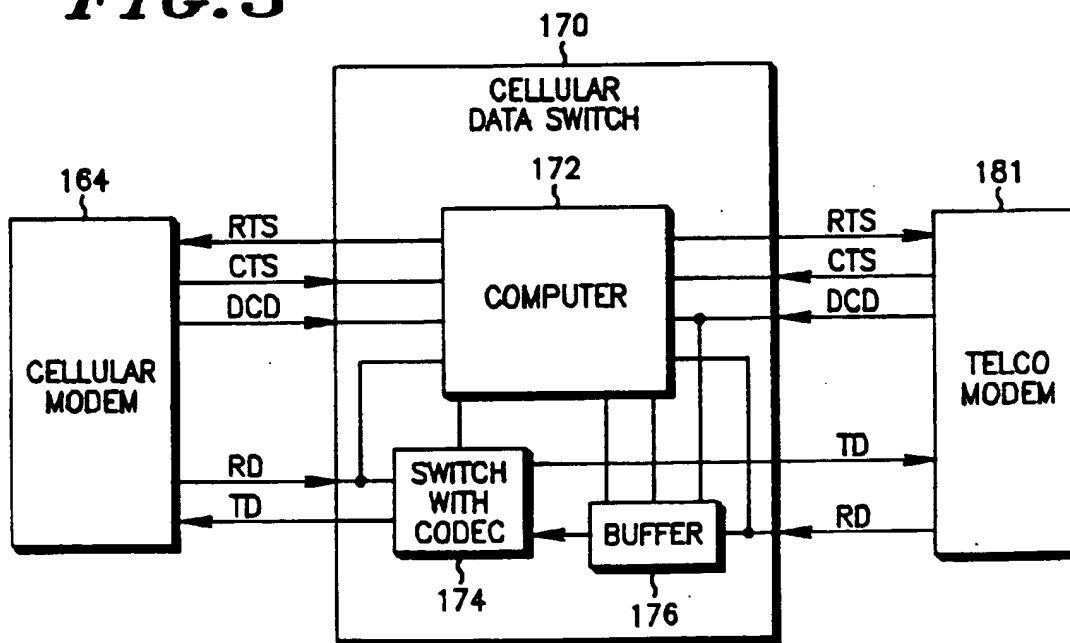 FIG.3
170
CELLULAR
DATA SWITCH
164
172
181
RTS
RTS
CTS
CTS
DCD
DCD
COMPUTER
CELLULAR
MODEM
TELCO
MODEM
RD
TD
SWITCH
WITH
CODEC
TD
BUFFER
RD
174
176